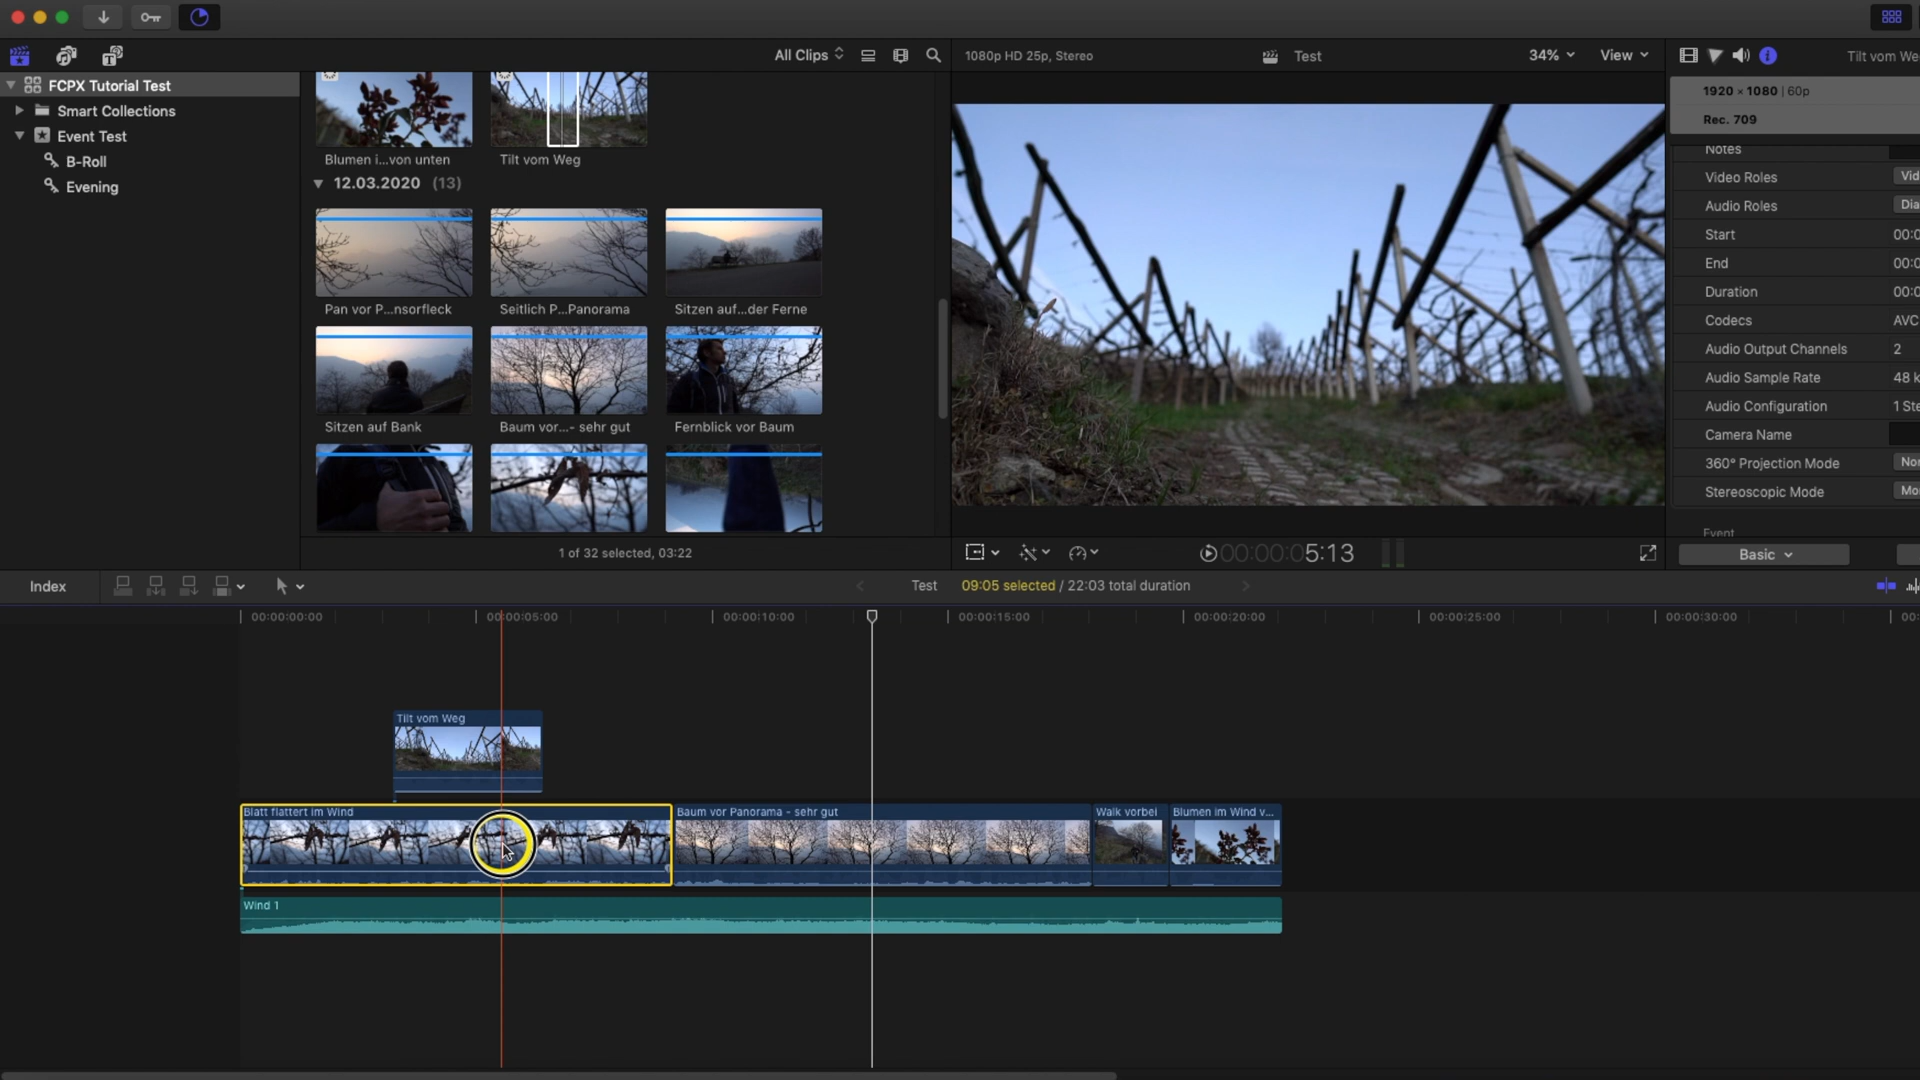 All Clips
1080p HD 25p, Stereo
Test
34%
View
Tilt vom We
FCPX Tutorial Test
Smart Collections
Event Test
B-Roll
Evening
Blumen i...von unten
Tilt vom Weg
12.03.2020 (13)
Pan vor P...nsorfleck
Seitlich P...Panorama
Sitzen auf...der Ferne
Sitzen auf Bank
Baum vor...- sehr gut
Fernblick vor Baum
1 of 32 selected, 03:22
00:00:05:13
1920 × 1080 | 60p
Rec. 709
Notes
Video Roles
Vid
Audio Roles
Dia
Start
00:0
End
00:0
Duration
00:0
Codecs
AVC
Audio Output Channels
2
Audio Sample Rate
48 k
Audio Configuration
1 Ste
Camera Name
360° Projection Mode
Nor
Stereoscopic Mode
Mo
Event
Basic
Index
Test
09:05 selected / 22:03 total duration
00:00:00:00
00:00:05:00
00:00:10:00
00:00:15:00
00:00:20:00
00:00:25:00
00:00:30:00
00:
Tilt vom Weg
Blatt flattert im Wind
Baum vor Panorama - sehr gut
Walk vorbei
Blumen im Wind v...
Wind 1